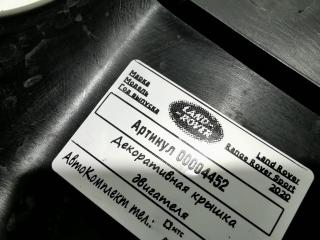 Марка
Модель
Год выпуска
LAND
ROVER
Land Rover
Range Rover Sport
2020
Артикул 00004452
Декоративная крышка
двигателя
АвтоКомплект тел.:
МТС